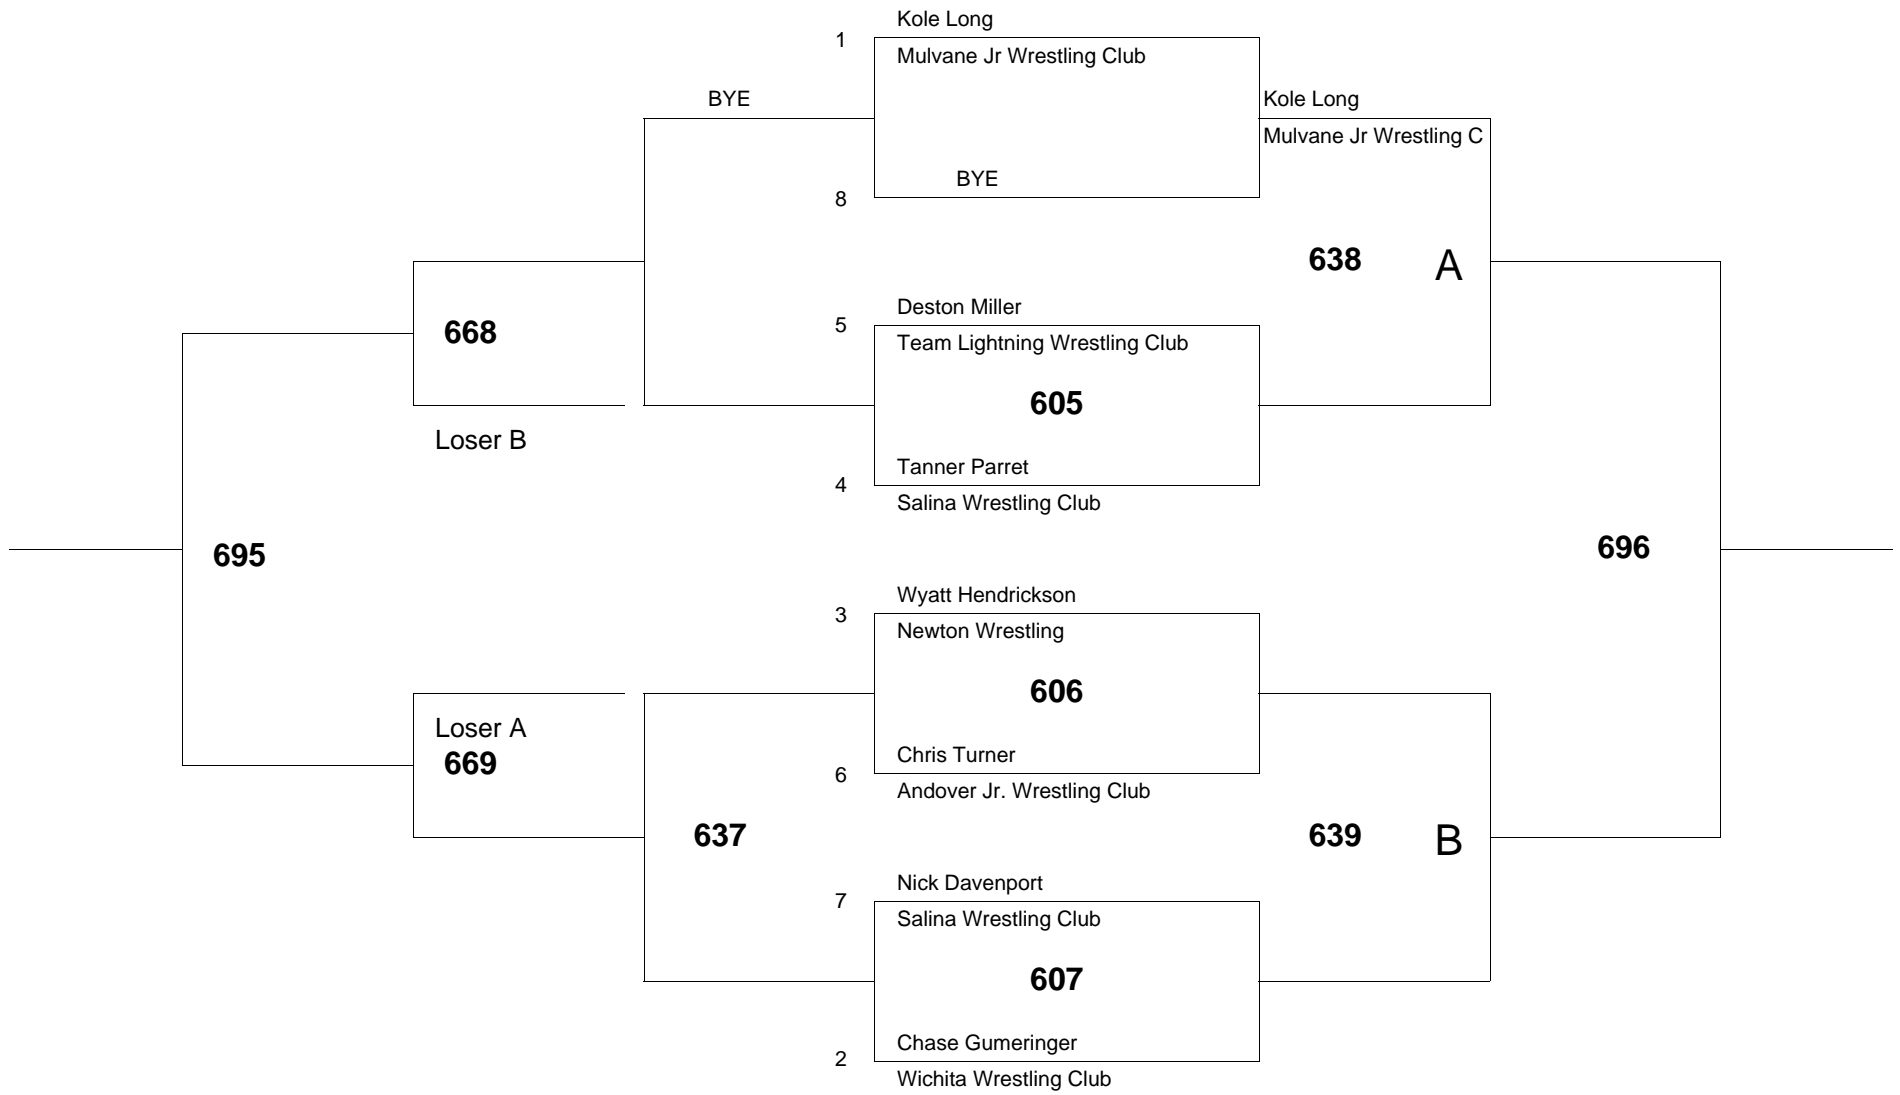 Kole Long
1
Mulvane Jr Wrestling Club
BYE
Kole Long
Mulvane Jr Wrestling C
BYE
8
638
A
Deston Miller
5
Team Lightning Wrestling Club
668
605
Loser B
Tanner Parret
4
Salina Wrestling Club
695
696
Wyatt Hendrickson
3
Newton Wrestling
606
Loser A
669
Chris Turner
6
Andover Jr. Wrestling Club
637
639
B
Nick Davenport
7
Salina Wrestling Club
607
Chase Gumeringer
2
Wichita Wrestling Club